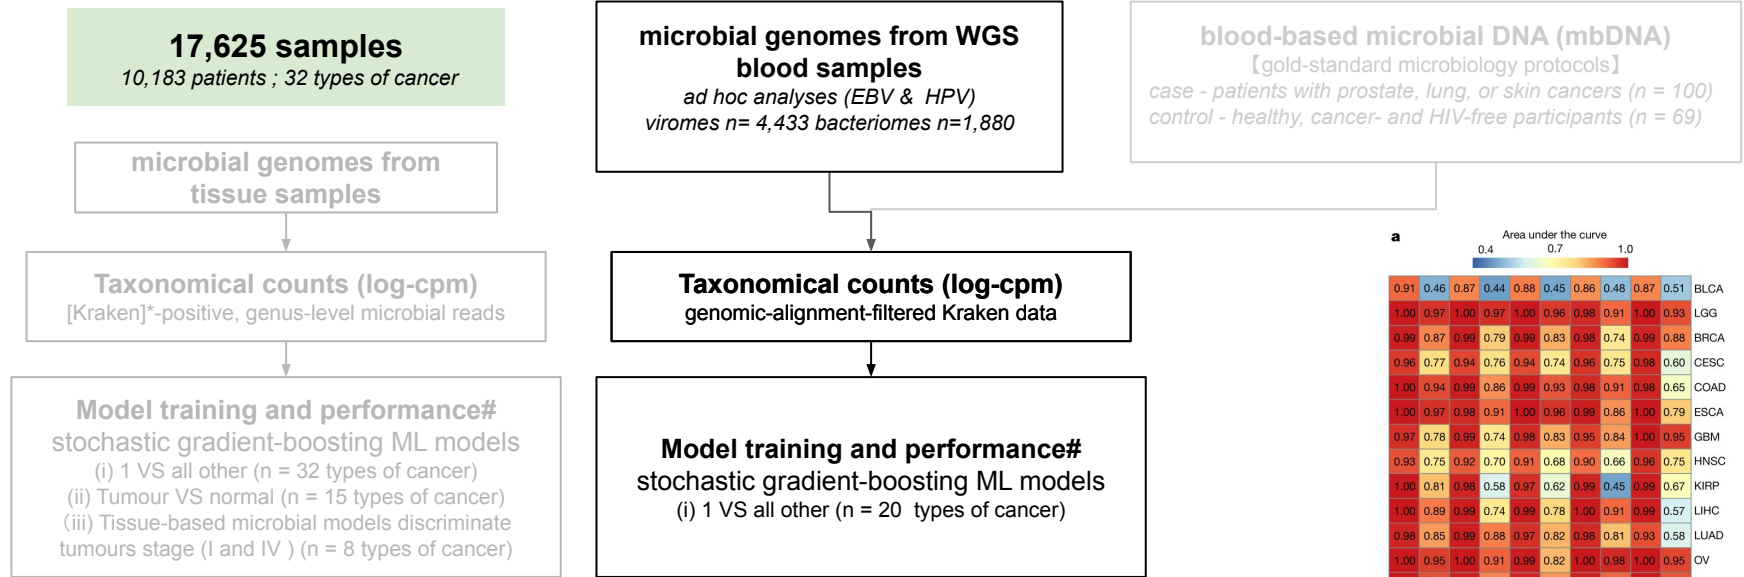 17,625 samples
10,183 patients ; 32 types of cancer
microbial genomes from
tissue samples
Taxonomical counts (log-cpm)
[Kraken]*-positive, genus-level microbial reads
Model training and performance#
stochastic gradient-boosting ML models
(i) 1 VS all other (n = 32 types of cancer)
(ii) Tumour VS normal (n = 15 types of cancer)
(iii) Tissue-based microbial models discriminate
tumours stage (I and IV ) (n = 8 types of cancer)
microbial genomes from WGS
blood samples
ad hoc analyses (EBV & HPV)
viromes n= 4,433 bacteriomes n=1,880
Taxonomical counts (log-cpm)
genomic-alignment-filtered Kraken data
Model training and performance#
stochastic gradient-boosting ML models
(i) 1 VS all other (n = 20 types of cancer)
blood-based microbial DNA (mbDNA)
【gold-standard microbiology protocols】
case - patients with prostate, lung, or skin cancers (n = 100)
control - healthy, cancer- and HIV-free participants (n = 69)
a
Area under the curve
0.4 0.7 1.0
0.91 0.46 0.87 0.44 0.88 0.45 0.86 0.48 0.87 0.51 BLCA
1.00 0.97 1.00 0.97 1.00 0.96 0.98 0.91 1.00 0.93 LGG
0.99 0.87 0.99 0.79 0.99 0.83 0.98 0.74 0.99 0.88 BRCA
0.96 0.77 0.94 0.76 0.94 0.74 0.96 0.75 0.98 0.60 CESC
1.00 0.94 0.99 0.86 0.99 0.93 0.98 0.91 0.98 0.65 COAD
1.00 0.97 0.98 0.91 1.00 0.96 0.99 0.86 1.00 0.79 ESCA
0.97 0.78 0.99 0.74 0.98 0.83 0.95 0.84 1.00 0.95 GBM
0.93 0.75 0.92 0.70 0.91 0.68 0.90 0.66 0.96 0.75 HNSC
1.00 0.81 0.98 0.58 0.97 0.62 0.99 0.45 0.99 0.67 KIRP
1.00 0.89 0.99 0.74 0.99 0.78 1.00 0.91 0.99 0.57 LIHC
0.98 0.85 0.99 0.88 0.97 0.82 0.98 0.81 0.93 0.58 LUAD
1.00 0.95 1.00 0.91 0.99 0.82 1.00 0.98 1.00 0.95 OV